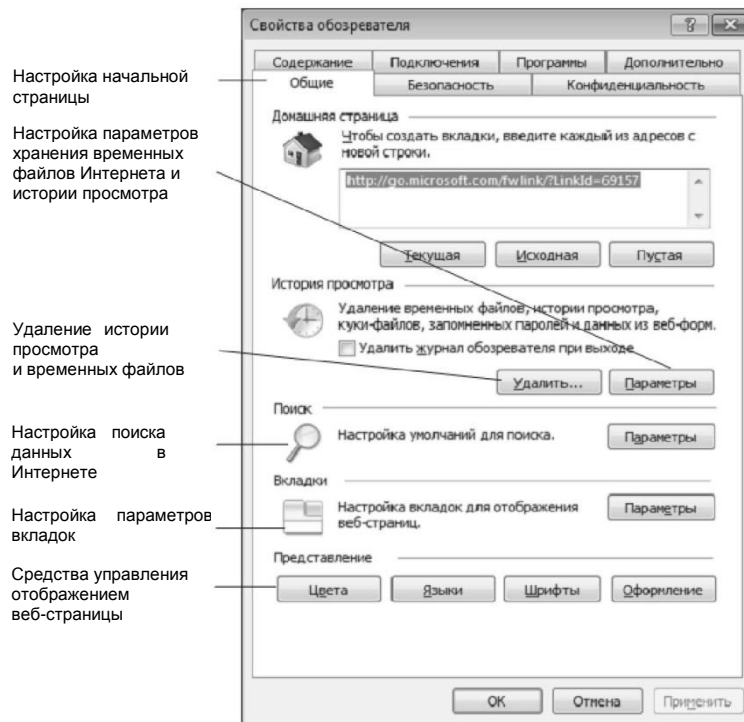 Свойства обозревателя
Содержание Подключения Программы Дополнительно
Общие Безопасность Конфиденциальность
Домашняя страница
Чтобы создать вкладки, введите каждый из адресов с
новой строки.
http://go.microsoft.com/fwlink/?LinkId=69157
Текущая Исходная Пустая
История просмотра
Удаление временных файлов, истории просмотра,
куки-файлов, запомненных паролей и данных из веб-форм.
Удалить журнал обозревателя при выходе
Удалить... Параметры
Поиск
Настройка умолчаний для поиска.
Параметры
Вкладки
Настройка вкладок для отображения
веб-страниц.
Параметры
Представление
Цвета Языки Шрифты Оформление
ОК Отмена Применить
Настройка начальной
страницы
Настройка параметров
хранения временных
файлов Интернета и
истории просмотра
Удаление истории
просмотра
и временных файлов
Настройка поиска
данных в
Интернете
Настройка параметров
вкладок
Средства управления
отображением
веб-страницы